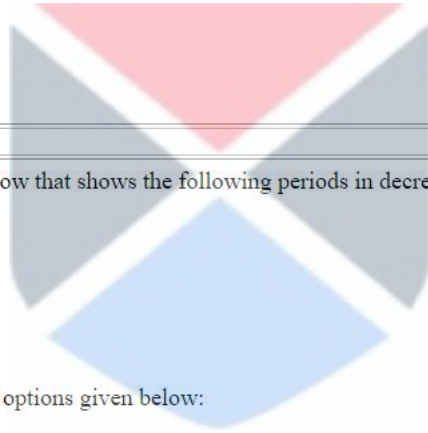 ow that shows the following periods in decre
options given below: